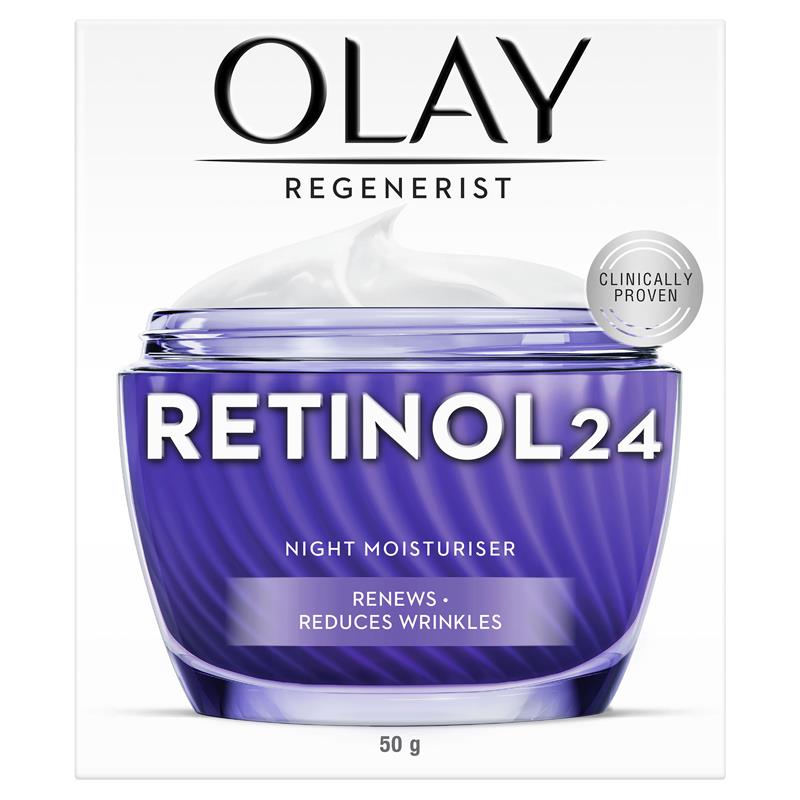 OLAY
REGENERIST
CLINICALLY
PROVEN
RETINOL24
NIGHT MOISTURISER
RENEWS •
REDUCES WRINKLES
50 g